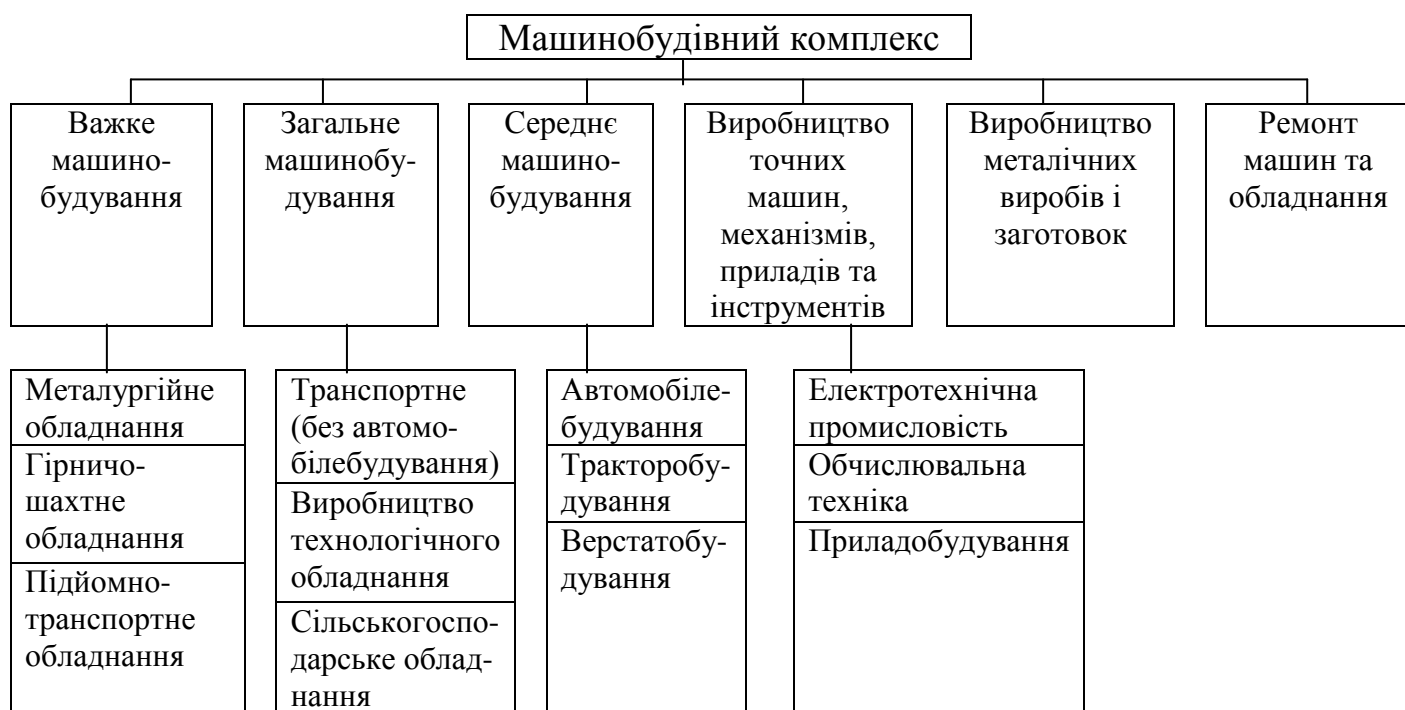 Машинобудівний комплекс
Важке
машино-
будування
Загальне
машинобу-
дування
Середнє
машино-
будування
Виробництво
точних
машин,
механізмів,
приладів та
інструментів
Виробництво
металічних
виробів і
заготовок
Ремонт
машин та
обладнання
Металургійне
обладнання
Гірничо-
шахтне
обладнання
Підйомно-
транспортне
обладнання
Транспортне
(без автомо-
білебудування)
Виробництво
технологічного
обладнання
Сільськогоспо-
дарське облад-
нання
Автомобіле-
будування
Тракторобу-
дування
Верстатобу-
дування
Електротехнічна
промисловість
Обчислювальна
техніка
Приладобудування